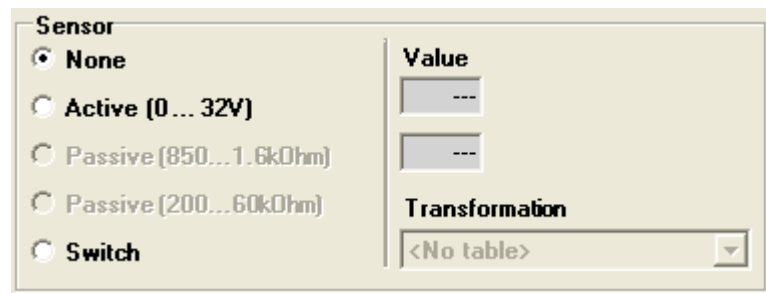 Sensor
None
Active (0... 32V)
Passive (850...1.6kOhm)
Passive (200...60kOhm)
Switch
Value
---
---
Transformation
<No table>